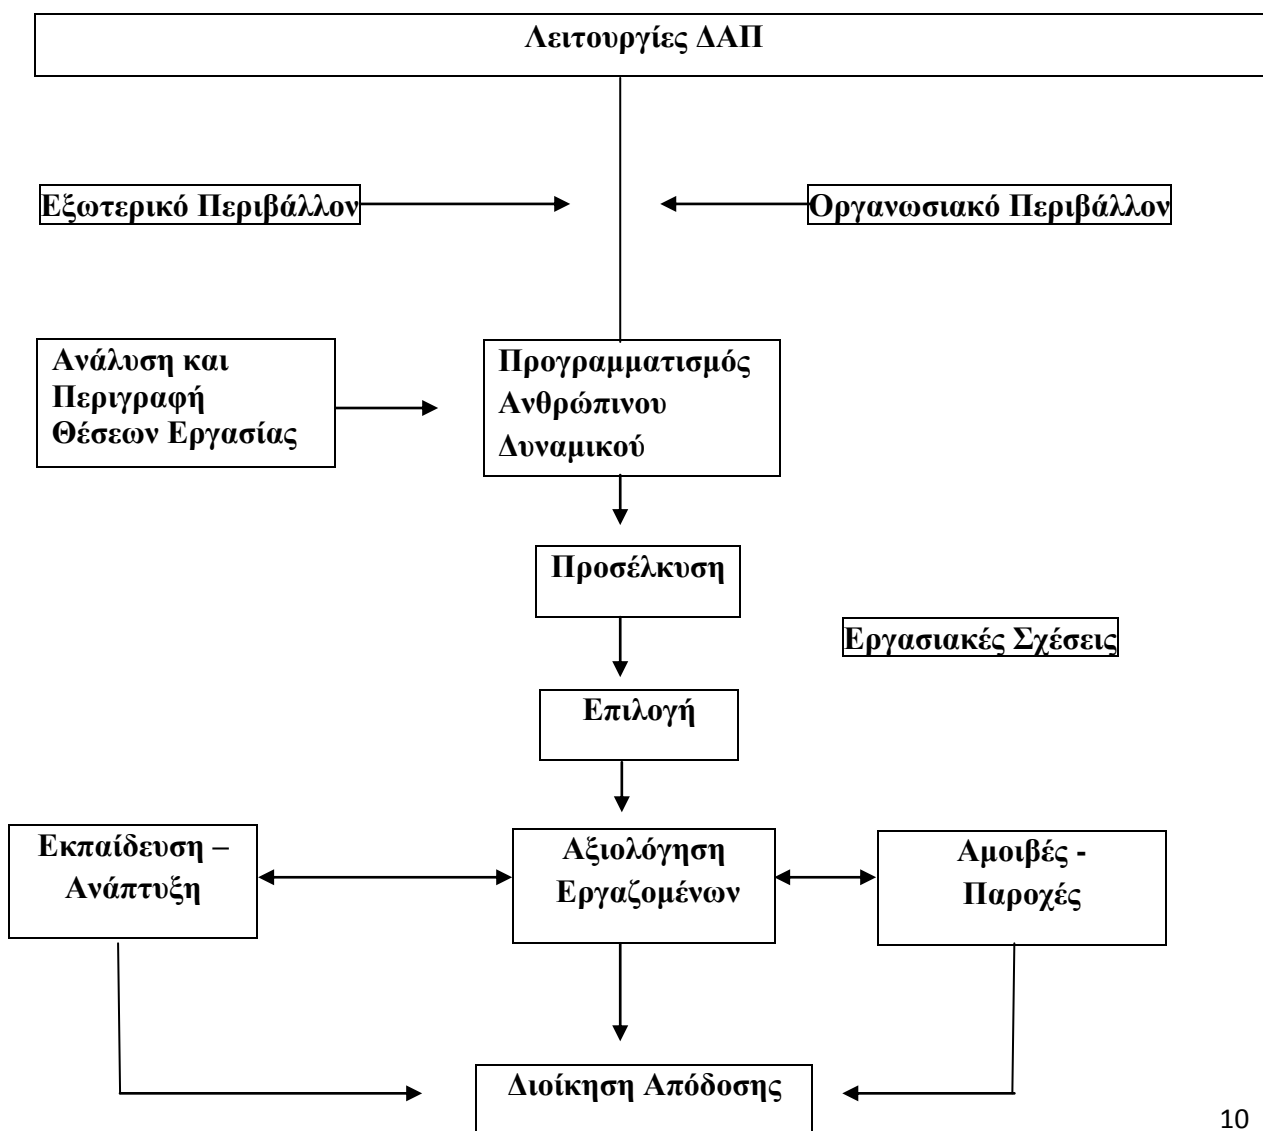 Λειτουργίες ΔΑΠ
Εξωτερικό Περιβάλλον
Οργανωσιακό Περιβάλλον
Ανάλυση και
Περιγραφή
Θέσεων Εργασίας
Προγραμματισμός
Ανθρώπινου
Δυναμικού
Προσέλκυση
Εργασιακές Σχέσεις
Επιλογή
Εκπαίδευση –
Ανάπτυξη
Αξιολόγηση
Εργαζομένων
Αμοιβές -
Παροχές
Διοίκηση Απόδοσης
10